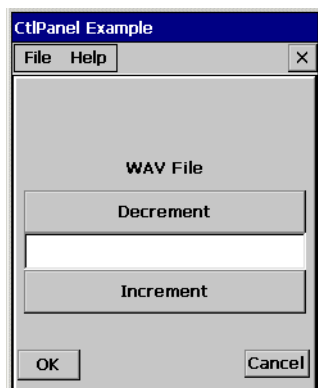 CtlPanel Example
File Help
WAV File
Decrement
Increment
OK Cancel